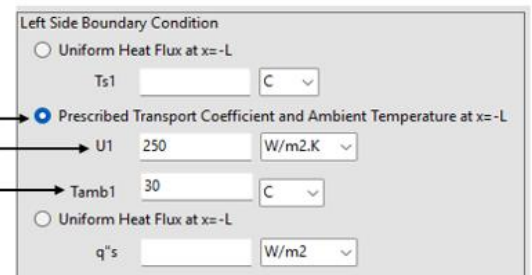 Left Side Boundary Condition
Uniform Heat Flux at x=-L
Ts1 C
Prescribed Transport Coefficient and Ambient Temperature at x=-L
U1 250 W/m2.K
Tamb1 30 C
Uniform Heat Flux at x=-L
q"s W/m2